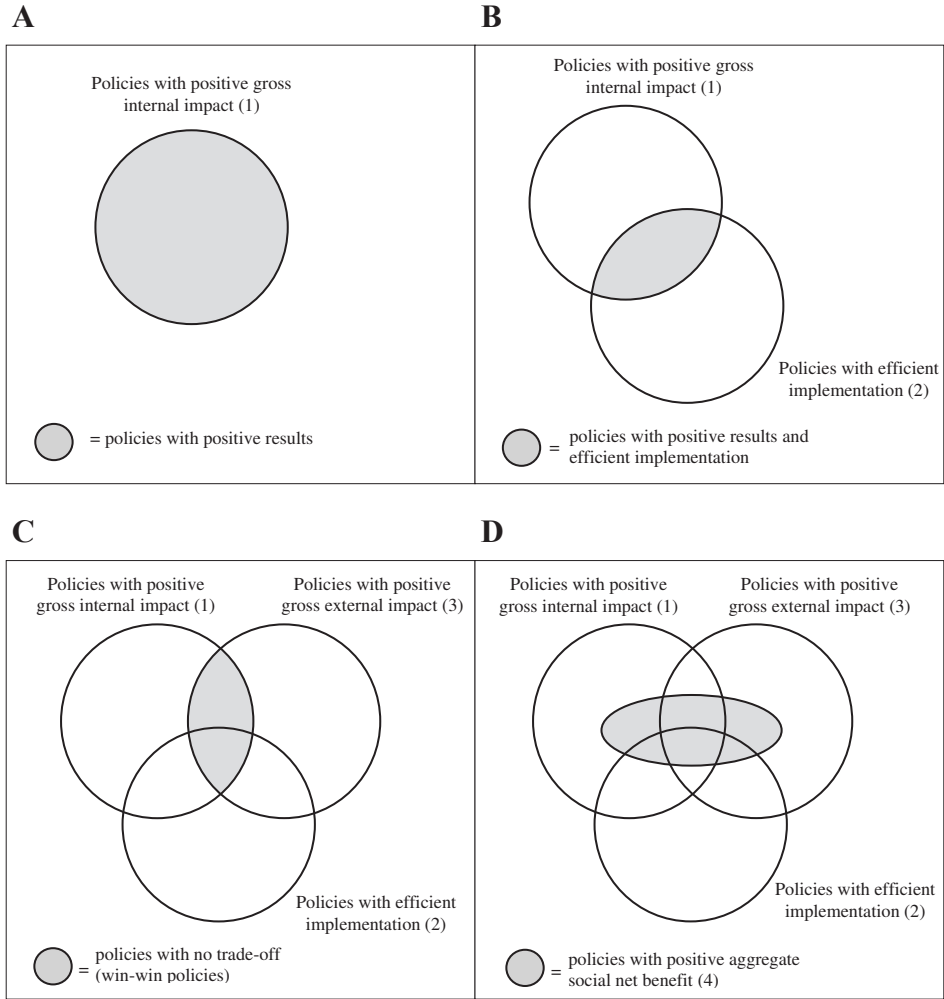 A
Policies with positive gross
internal impact (1)
= policies with positive results
B
Policies with positive gross
internal impact (1)
Policies with efficient
implementation (2)
= policies with positive results and
efficient implementation
C
Policies with positive
gross internal impact (1)
Policies with positive
gross external impact (3)
Policies with efficient
implementation (2)
= policies with no trade-off
(win-win policies)
D
Policies with positive
gross internal impact (1)
Policies with positive
gross external impact (3)
Policies with efficient
implementation (2)
= policies with positive aggregate
social net benefit (4)